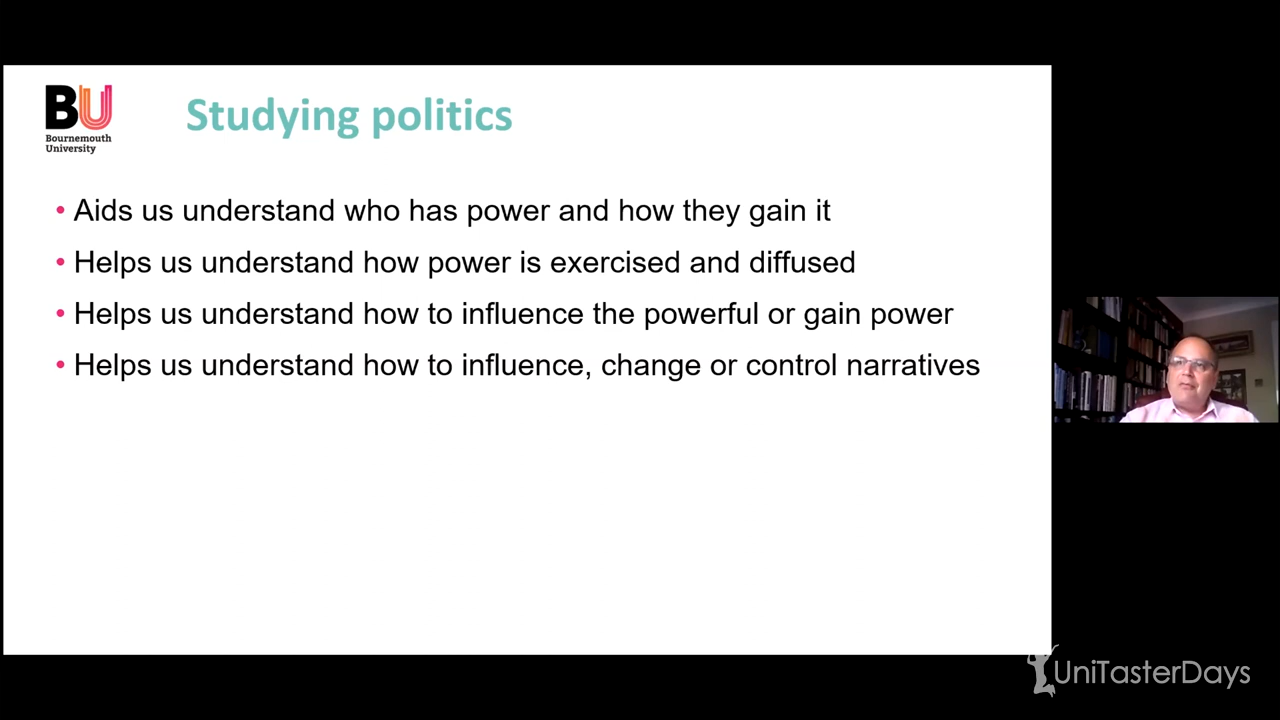 BU
Bournemouth
University
Studying politics
• Aids us understand who has power and how they gain it
• Helps us understand how power is exercised and diffused
• Helps us understand how to influence the powerful or gain power
• Helps us understand how to influence, change or control narratives
UniTasterDays